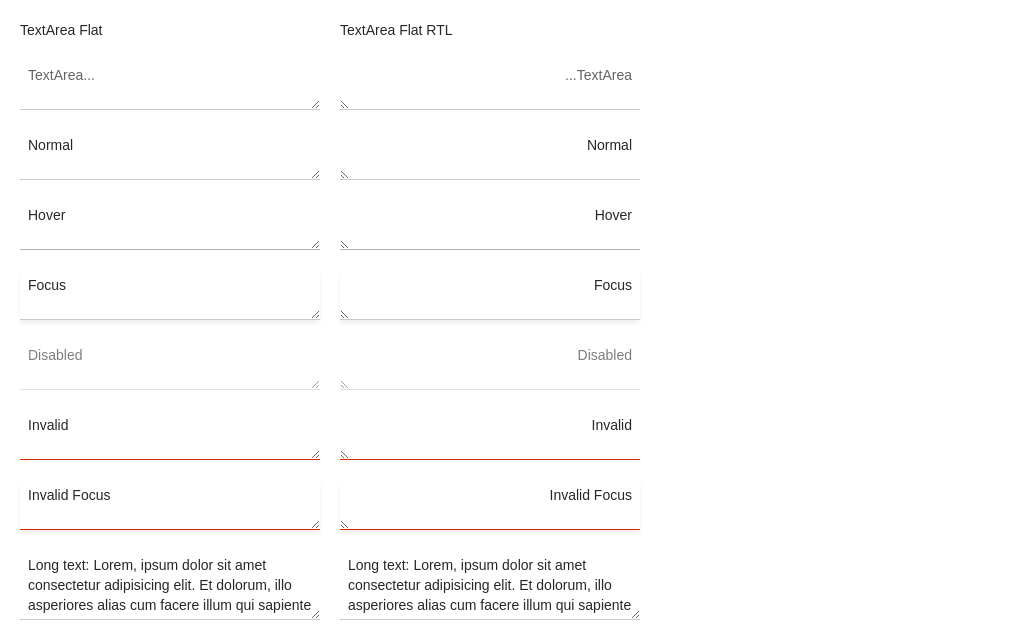 TextArea Flat
TextArea Flat RTL
TextArea...
...TextArea
Normal
Normal
Hover
Hover
Focus
Focus
Disabled
Disabled
Invalid
Invalid
Invalid Focus
Invalid Focus
Long text: Lorem, ipsum dolor sit amet
consectetur adipisicing elit. Et dolorum, illo
asperiores alias cum facere illum qui sapiente
Long text: Lorem, ipsum dolor sit amet
consectetur adipisicing elit. Et dolorum, illo
asperiores alias cum facere illum qui sapiente